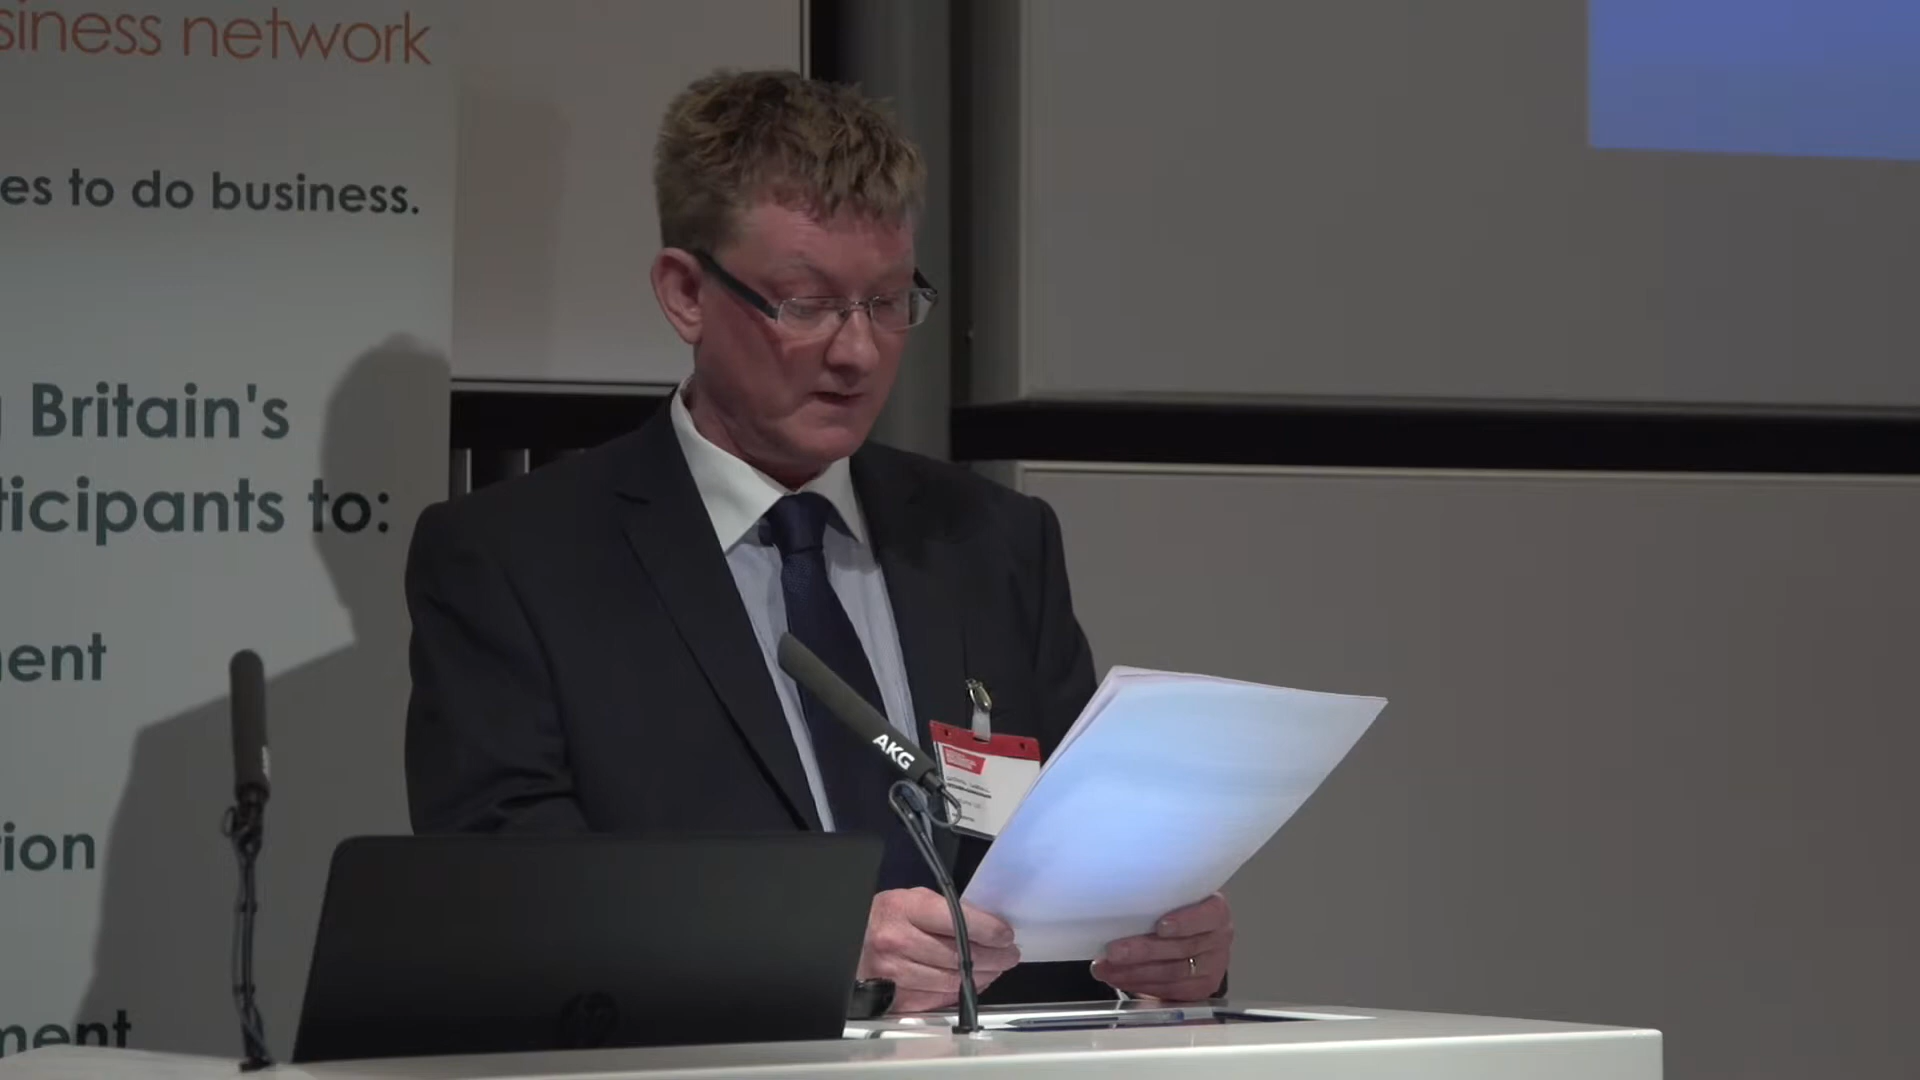 siness network
es to do business.
Britain's
ticipants to:
ent
ion
ment
AKG